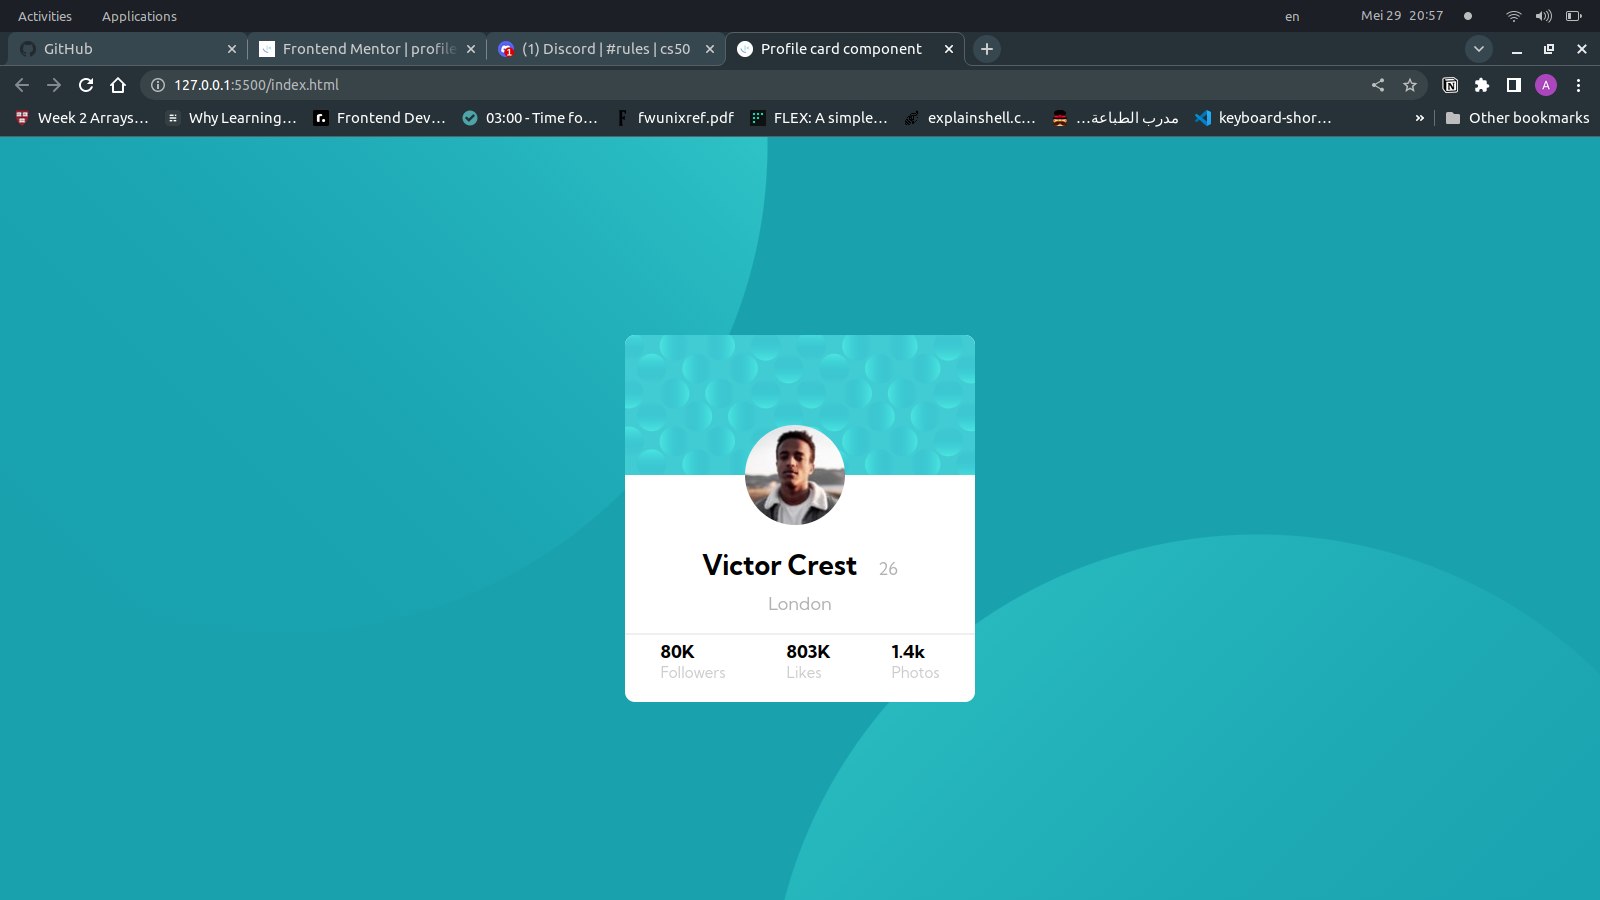 Activities Applications en Mei 29 20:57
GitHub Frontend Mentor | profile (1) Discord | #rules | cs50 Profile card component
127.0.0.1:5500/index.html
Week 2 Arrays… Why Learning… Frontend Dev… 03:00 - Time fo… fwunixref.pdf FLEX: A simple… explainshell.c… مدرب الطباعة… keyboard-shor… » Other bookmarks
Victor Crest 26
London
80K 803K 1.4k
Followers Likes Photos